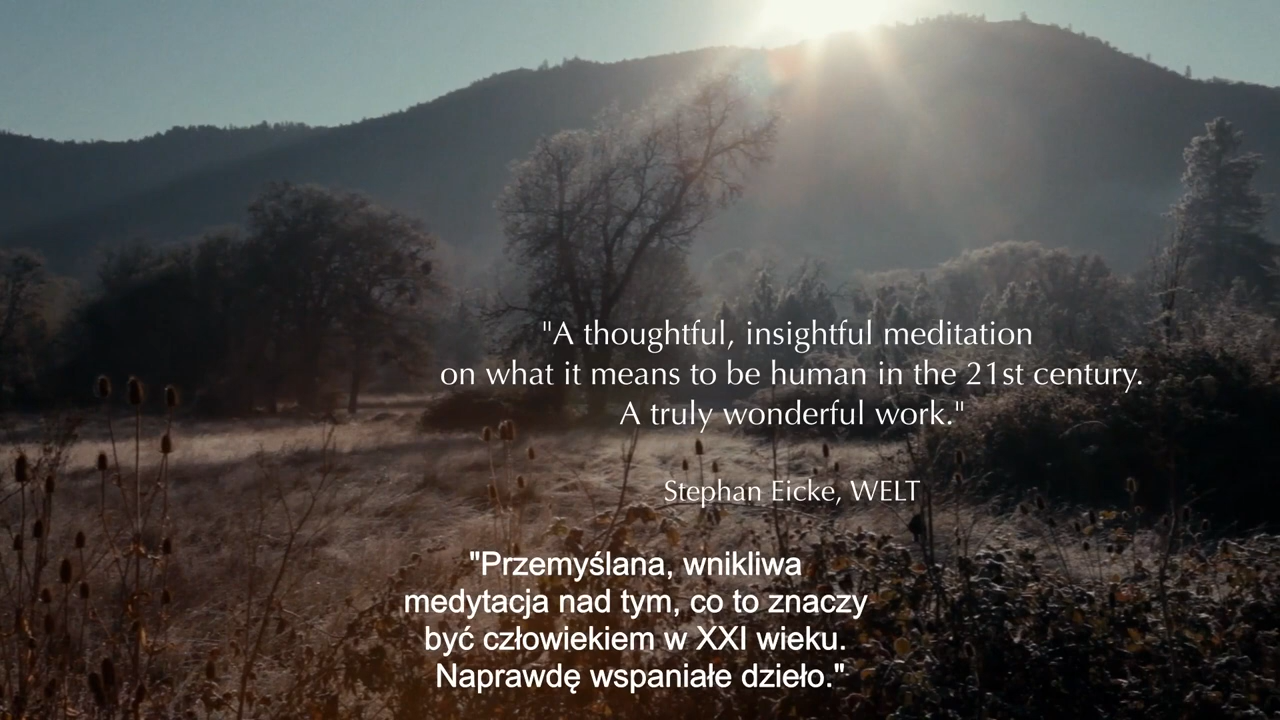 "A thoughtful, insightful meditation
on what it means to be human in the 21st century.
A truly wonderful work."
Stephan Eicke, WELT
"Przemyślana, wnikliwa
medytacja nad tym, co to znaczy
być człowiekiem w XXI wieku.
Naprawdę wspaniałe dzieło."